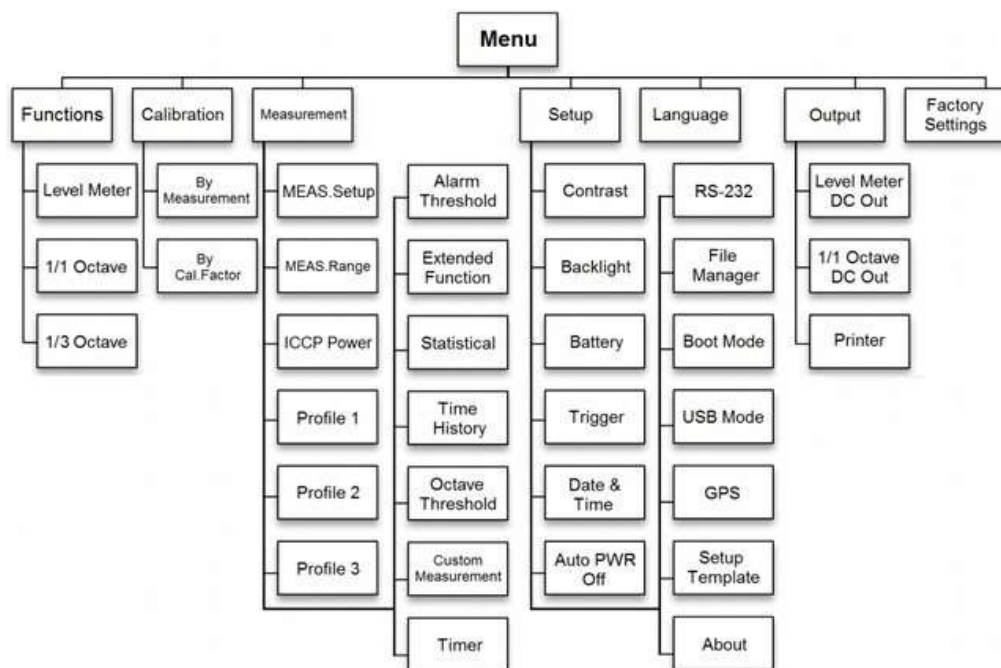 Menu
Functions
Calibration
Measurement
Setup
Language
Output
Factory
Settings
Level Meter
1/1 Octave
1/3 Octave
By
Measurement
By
Cal.Factor
MEAS.Setup
MEAS.Range
ICCP Power
Profile 1
Profile 2
Profile 3
Alarm
Threshold
Extended
Function
Statistical
Time
History
Octave
Threshold
Custom
Measurement
Timer
Contrast
Backlight
Battery
Trigger
Date &
Time
Auto PWR
Off
RS-232
File
Manager
Boot Mode
USB Mode
GPS
Setup
Template
About
Level Meter
DC Out
1/1 Octave
DC Out
Printer